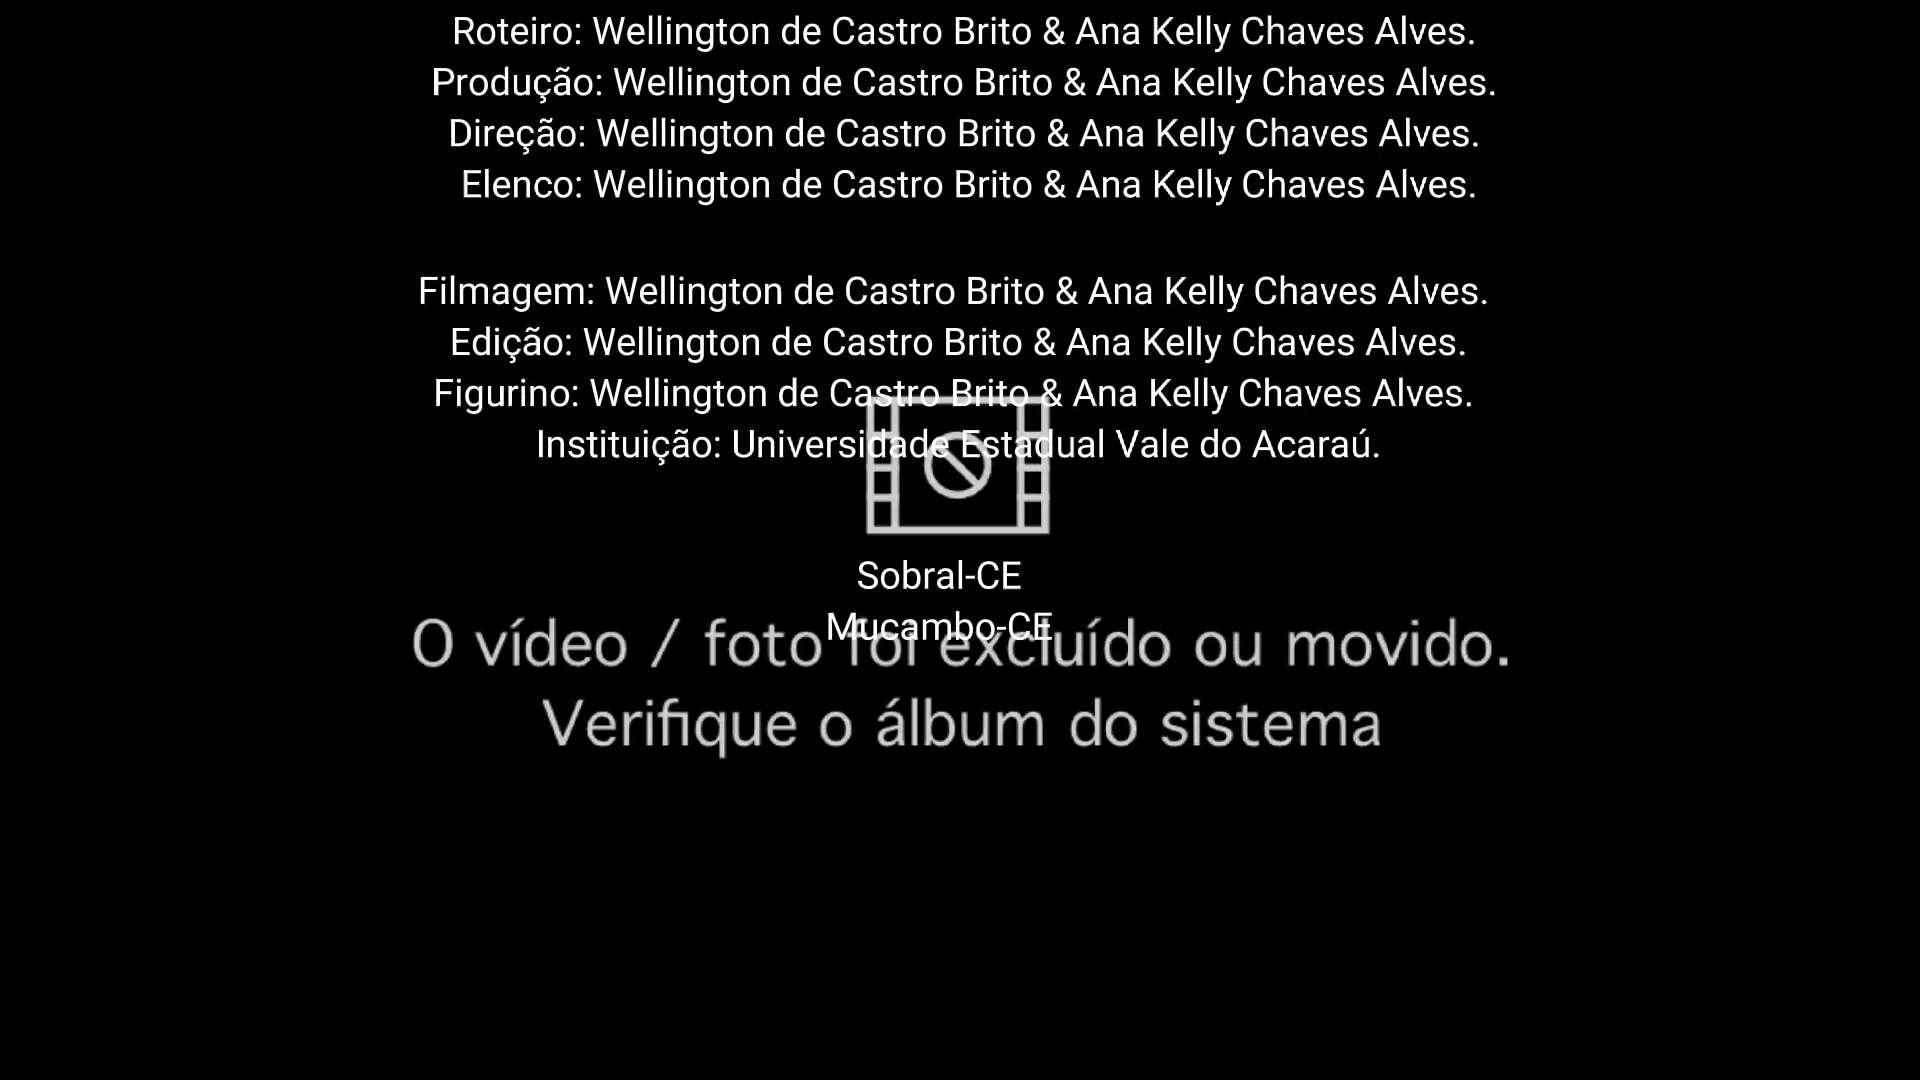 Roteiro: Wellington de Castro Brito & Ana Kelly Chaves Alves.
Produção: Wellington de Castro Brito & Ana Kelly Chaves Alves.
Direção: Wellington de Castro Brito & Ana Kelly Chaves Alves.
Elenco: Wellington de Castro Brito & Ana Kelly Chaves Alves.
Filmagem: Wellington de Castro Brito & Ana Kelly Chaves Alves.
Edição: Wellington de Castro Brito & Ana Kelly Chaves Alves.
Figurino: Wellington de Castro Brito & Ana Kelly Chaves Alves.
Instituição: Universidade Estadual Vale do Acaraú.
Sobral-CE
Mucambo-CE
O vídeo / foto foi excluído ou movido.
Verifique o álbum do sistema